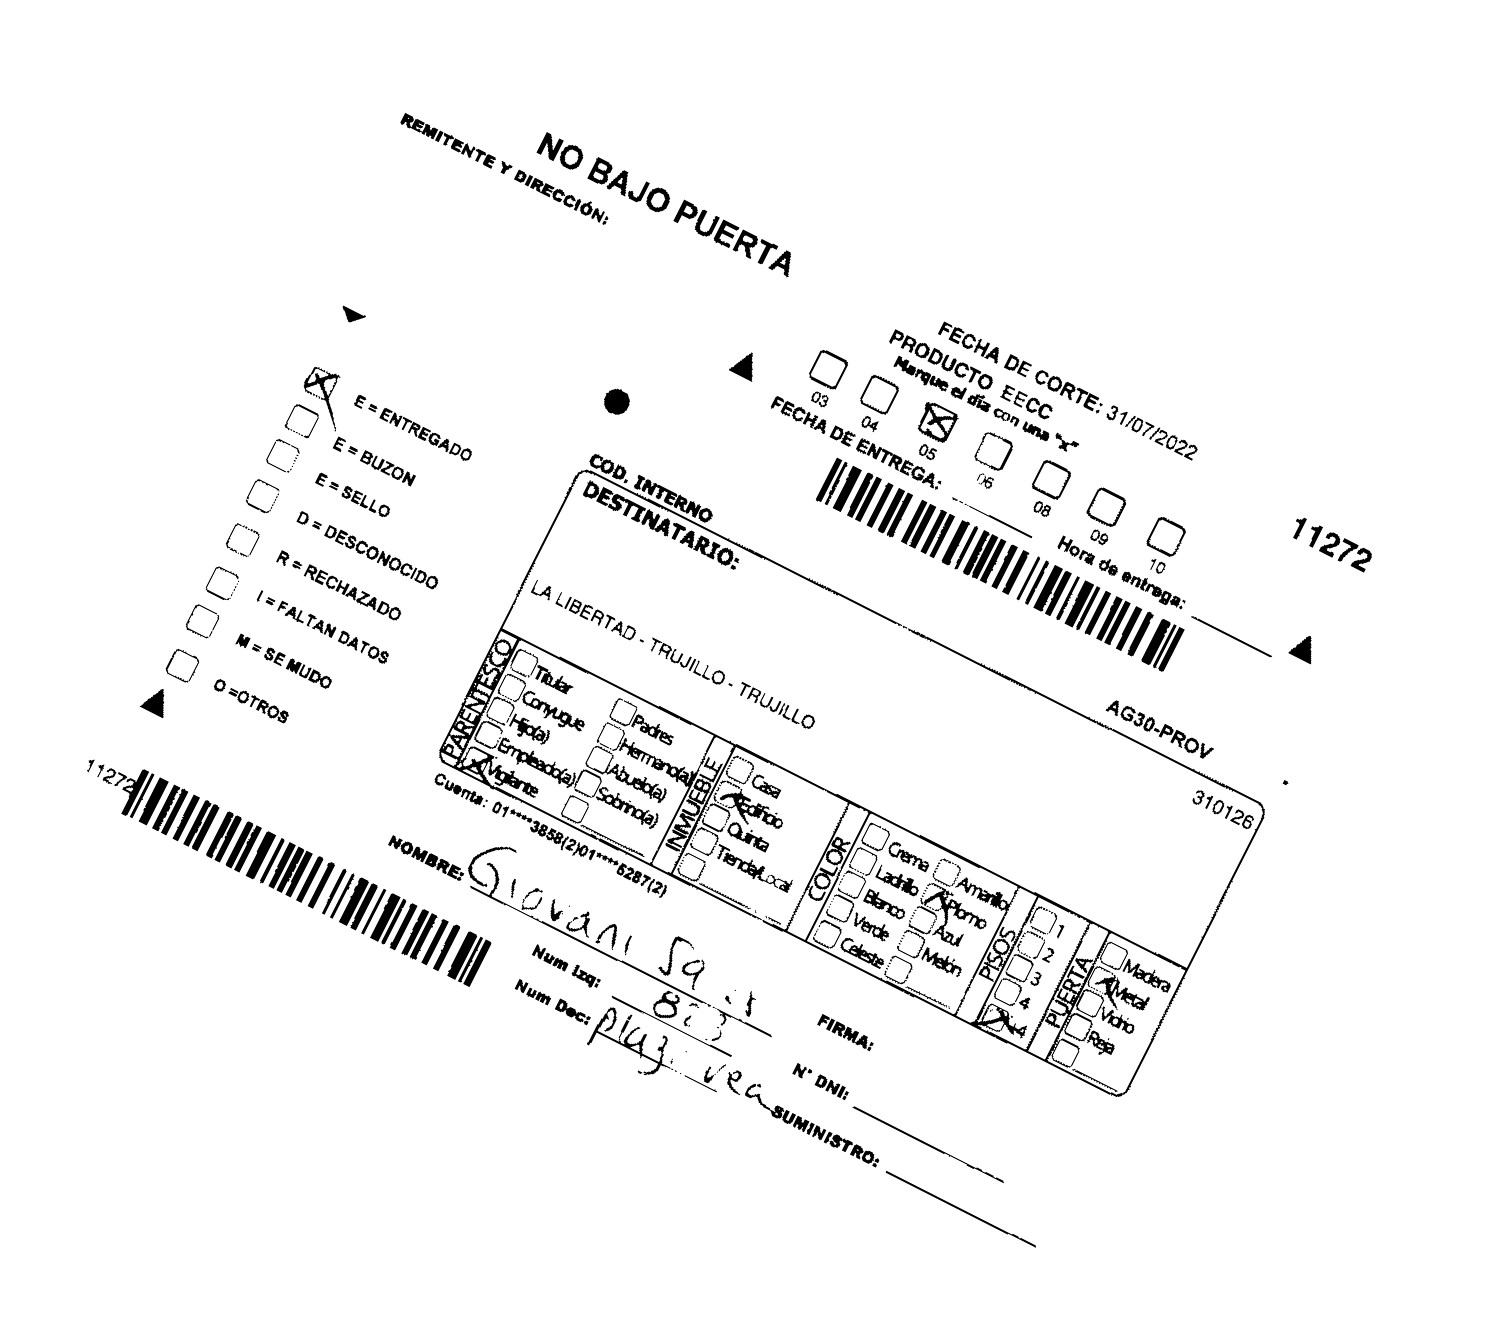 NO BAJO PUERTA
REMITENTE Y DIRECCIÓN:
FECHA DE CORTE: 31/07/2022
PRODUCTO EECC
Marque el día con una "x"
03 04 05 06 08 09 10
FECHA DE ENTREGA:
Hora de entrega:
11272
E = ENTREGADO
E = BUZON
E = SELLO
D = DESCONOCIDO
R = RECHAZADO
I = FALTAN DATOS
M = SE MUDO
O =OTROS
11272
COD. INTERNO
AG30-PROV
DESTINATARIO:
310126
LA LIBERTAD - TRUJILLO - TRUJILLO
PARENTESCO
Titular
Conyugue
Hijo(a)
Empleado(a)
Vigilante
Padres
Hermano(a)
Abuelo(a)
Sobrino(a)
INMUEBLE
Casa
Edificio
Quinta
Tienda/Local
COLOR
Crema
Ladrillo
Blanco
Verde
Celeste
Amarillo
Plomo
Azul
Melón
PISOS
1
2
3
4
+4
PUERTA
Madera
Metal
Vidrio
Reja
Cuenta: 01****3858(2)01****5287(2)
NOMBRE: Giovani
Num Izq:
Num Dec: plaza vea
FIRMA:
N° DNI:
SUMINISTRO: